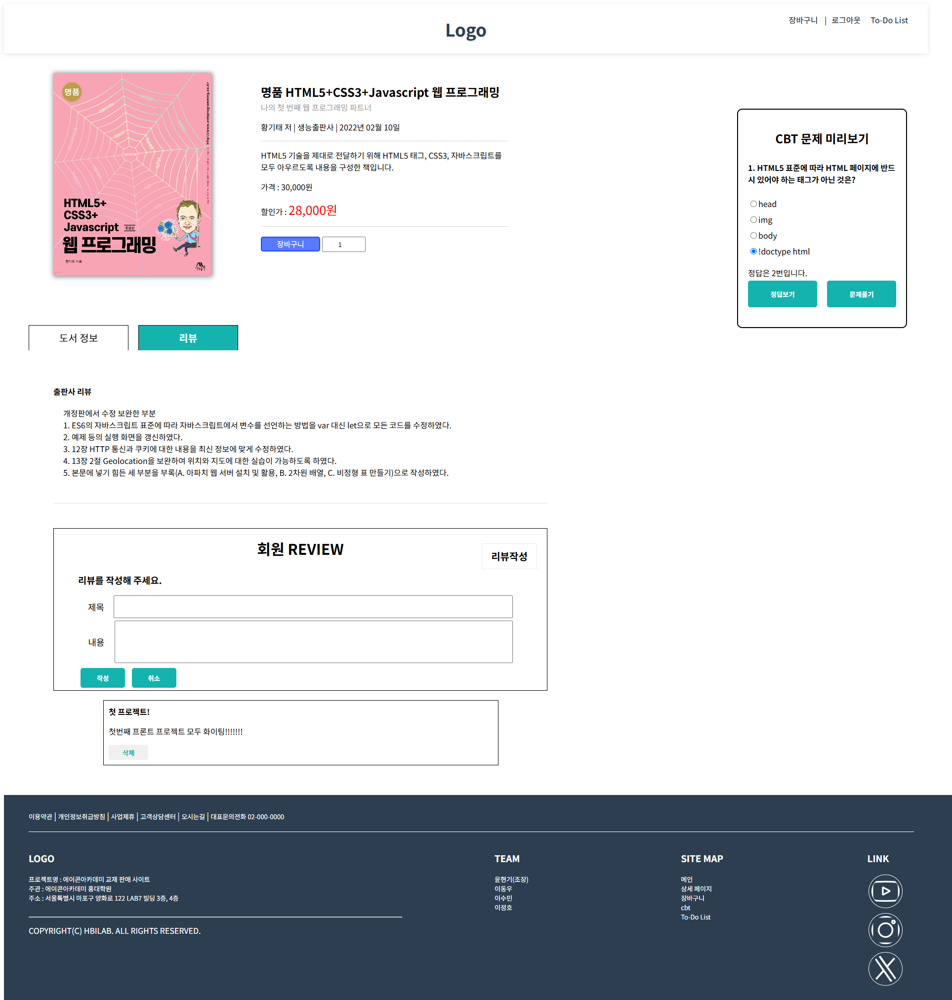 장바구니 | 로그아웃 To-Do List
Logo
명품
canvas
script
while
document
html
head
www
style
border
window
div
http://www.webprogramming.co.kr
HTML5+
CSS3+
Javascript 개정판
웹 프로그래밍
황기태 지음
명품 HTML5+CSS3+Javascript 웹 프로그래밍
나의 첫 번째 웹 프로그래밍 파트너
황기태 저 | 생능출판사 | 2022년 02월 10일
HTML5 기술을 제대로 전달하기 위해 HTML5 태그, CSS3, 자바스크립트를
모두 아우르도록 내용을 구성한 책입니다.
가격 : 30,000원
할인가 : 28,000원
장바구니 1
CBT 문제 미리보기
1. HTML5 표준에 따라 HTML 페이지에 반드
시 있어야 하는 태그가 아닌 것은?
head
img
body
!doctype html
정답은 2번입니다.
정답보기 문제풀기
도서 정보 리뷰
출판사 리뷰
개정판에서 수정 보완한 부분
1. ES6의 자바스크립트 표준에 따라 자바스크립트에서 변수를 선언하는 방법을 var 대신 let으로 모든 코드를 수정하였다.
2. 예제 등의 실행 화면을 갱신하였다.
3. 12장 HTTP 통신과 쿠키에 대한 내용을 최신 정보에 맞게 수정하였다.
4. 13장 2절 Geolocation을 보완하여 위치와 지도에 대한 실습이 가능하도록 하였다.
5. 본문에 넣기 힘든 세 부분을 부록(A. 아파치 웹 서버 설치 및 활용, B. 2차원 배열, C. 비정형 표 만들기)으로 작성하였다.
회원 REVIEW
리뷰작성
리뷰를 작성해 주세요.
제목
내용
작성 취소
첫 프로젝트!
첫번째 프론트 프로젝트 모두 화이팅!!!!!!!
삭제
이용약관 | 개인정보취급방침 | 사업제휴 | 고객상담센터 | 오시는길 | 대표문의전화 02-000-0000
LOGO
프로젝트명 : 에이콘아카데미 교재 판매 사이트
주관 : 에이콘아카데미 홍대학원
주소 : 서울특별시 마포구 양화로 122 LAB7 빌딩 3층, 4층
COPYRIGHT(C) HBILAB. ALL RIGHTS RESERVED.
TEAM
윤현기(조장)
이동우
이수민
이정호
SITE MAP
메인
상세 페이지
장바구니
cbt
To-Do List
LINK